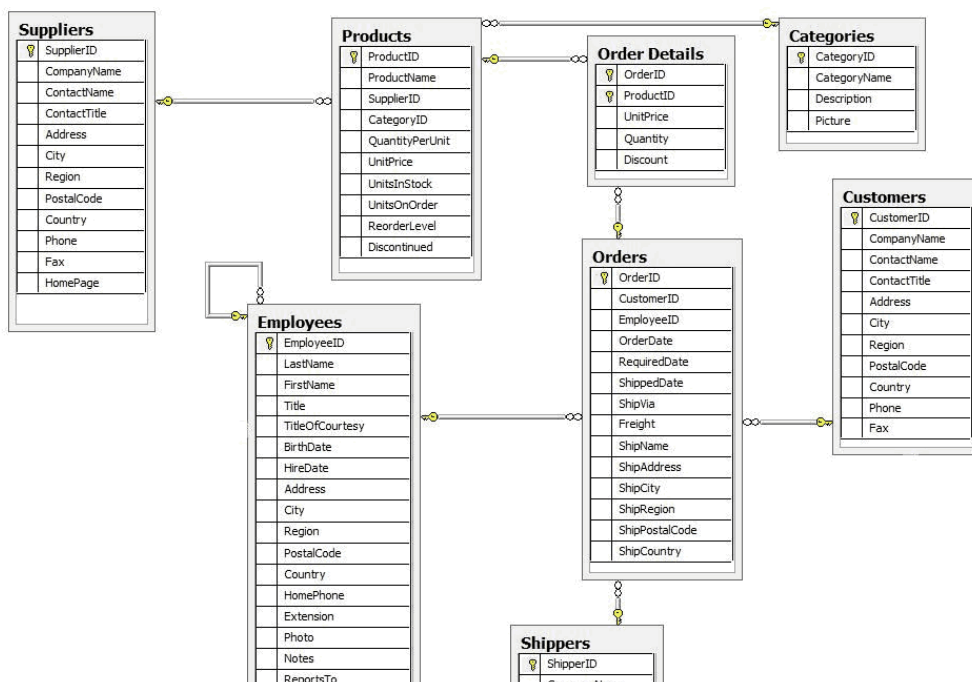 Suppliers
SupplierID
CompanyName
ContactName
ContactTitle
Address
City
Region
PostalCode
Country
Phone
Fax
HomePage
Products
ProductID
ProductName
SupplierID
CategoryID
QuantityPerUnit
UnitPrice
UnitsInStock
UnitsOnOrder
ReorderLevel
Discontinued
Order Details
OrderID
ProductID
UnitPrice
Quantity
Discount
Categories
CategoryID
CategoryName
Description
Picture
Customers
CustomerID
CompanyName
ContactName
ContactTitle
Address
City
Region
PostalCode
Country
Phone
Fax
Orders
OrderID
CustomerID
EmployeeID
OrderDate
RequiredDate
ShippedDate
ShipVia
Freight
ShipName
ShipAddress
ShipCity
ShipRegion
ShipPostalCode
ShipCountry
Employees
EmployeeID
LastName
FirstName
Title
TitleOfCourtesy
BirthDate
HireDate
Address
City
Region
PostalCode
Country
HomePhone
Extension
Photo
Notes
ReportsTo
Shippers
ShipperID